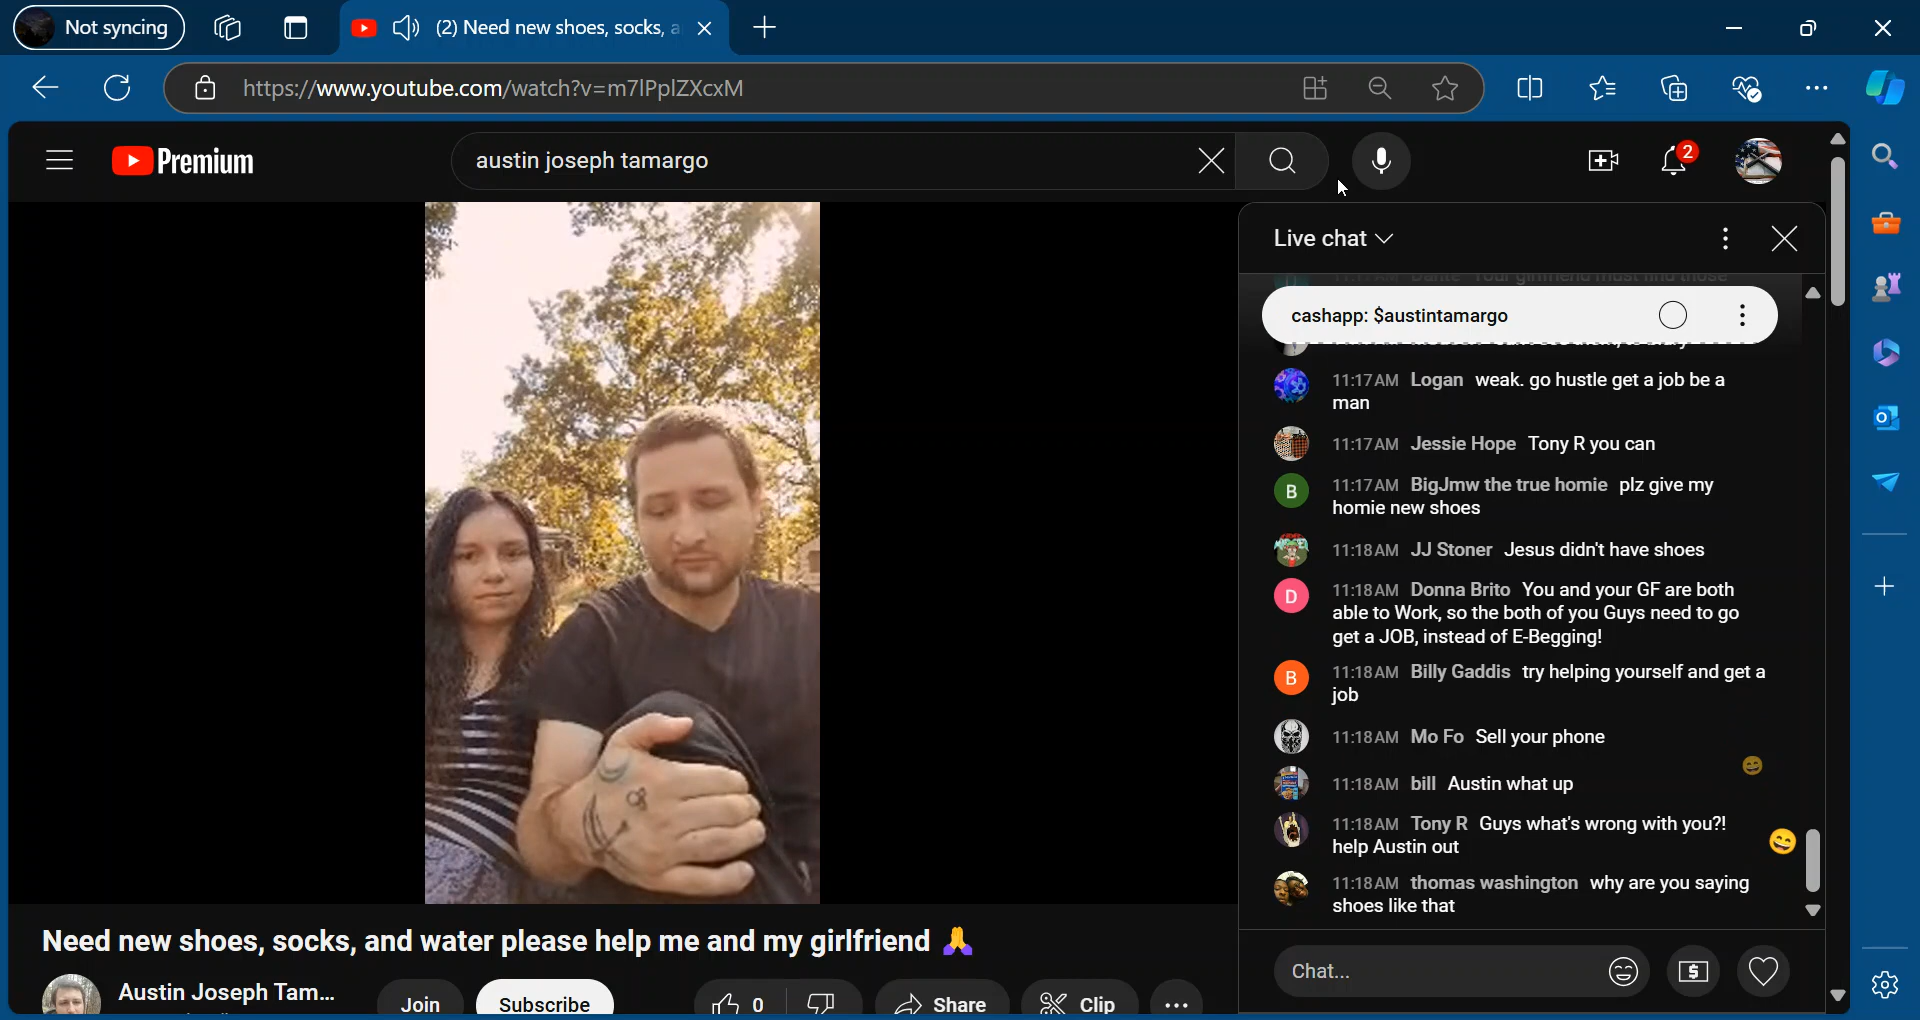 Not syncing
(2) Need new shoes, socks, a
https://www.youtube.com/watch?v=m7lPplZXcxM
Premium
austin joseph tamargo
2
Live chat
cashapp: $austintamargo
11:17AM Logan weak. go hustle get a job be a
man
11:17AM Jessie Hope Tony R you can
B
11:17AM BigJmw the true homie plz give my
homie new shoes
11:18AM JJ Stoner Jesus didn't have shoes
D
11:18AM Donna Brito You and your GF are both
able to Work, so the both of you Guys need to go
get a JOB, instead of E-Begging!
B
11:18AM Billy Gaddis try helping yourself and get a
job
11:18AM Mo Fo Sell your phone
11:18AM bill Austin what up
11:18AM Tony R Guys what's wrong with you?!
help Austin out
11:18AM thomas washington why are you saying
shoes like that
Chat...
Need new shoes, socks, and water please help me and my girlfriend 🙏
Austin Joseph Tam...
Join
Subscribe
0
Share
Clip